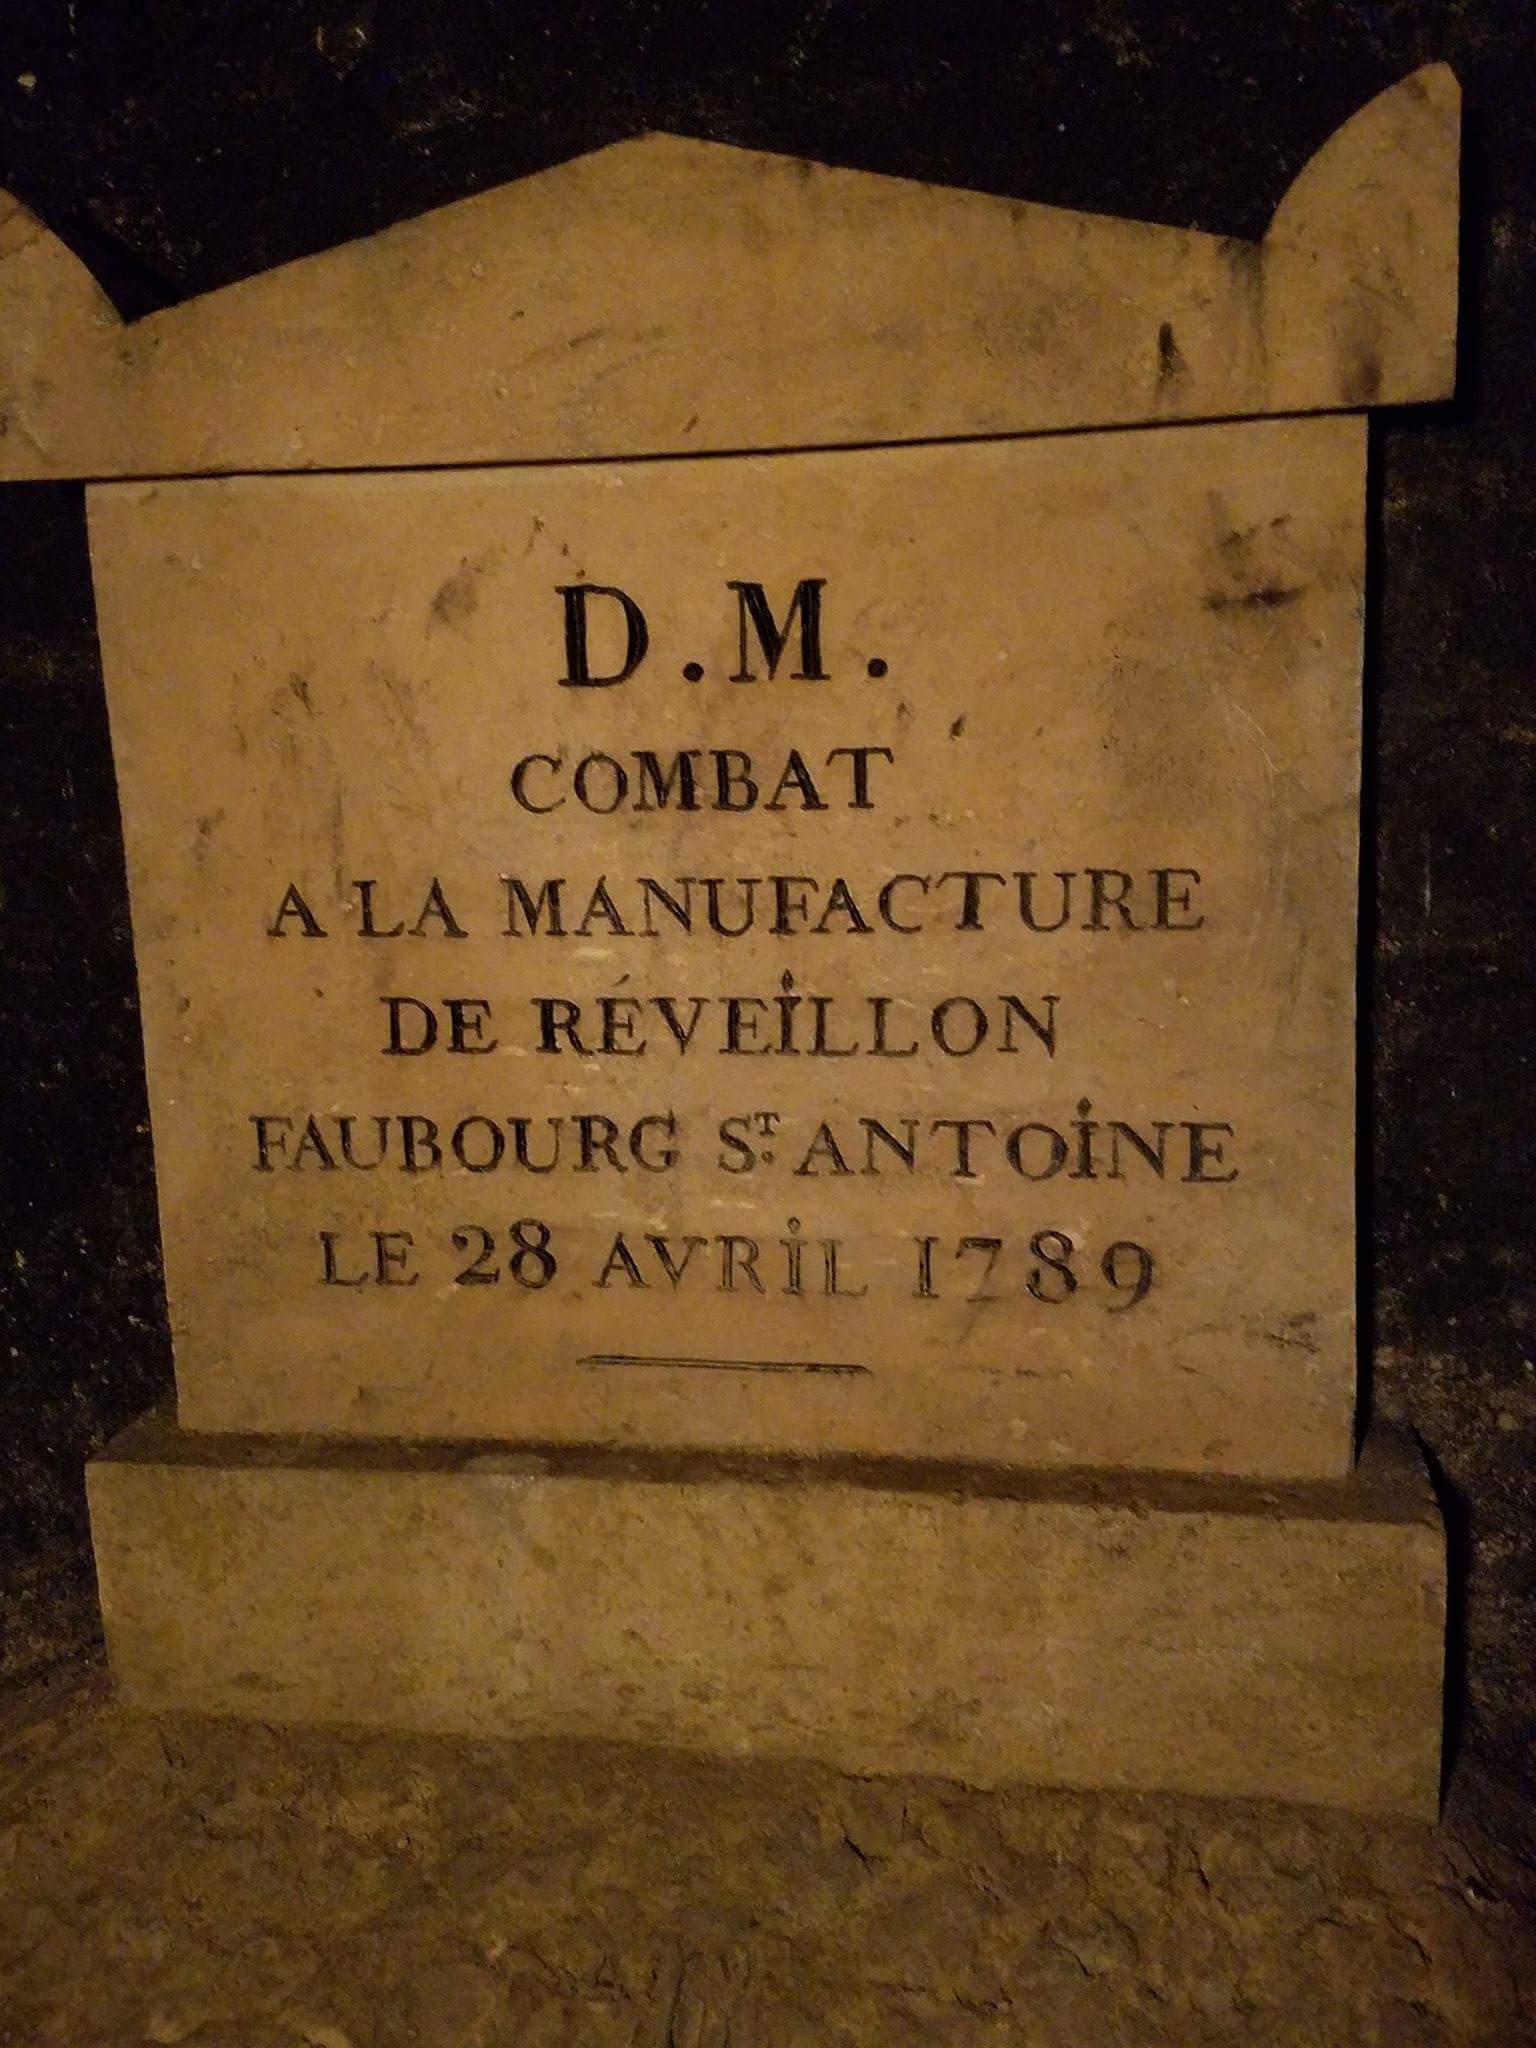 D.M.
COMBAT
A LA MANUFACTURE
DE RÉVEILLON
FAUBOURG ST. ANTOINE
LE 28 AVRIL 1789